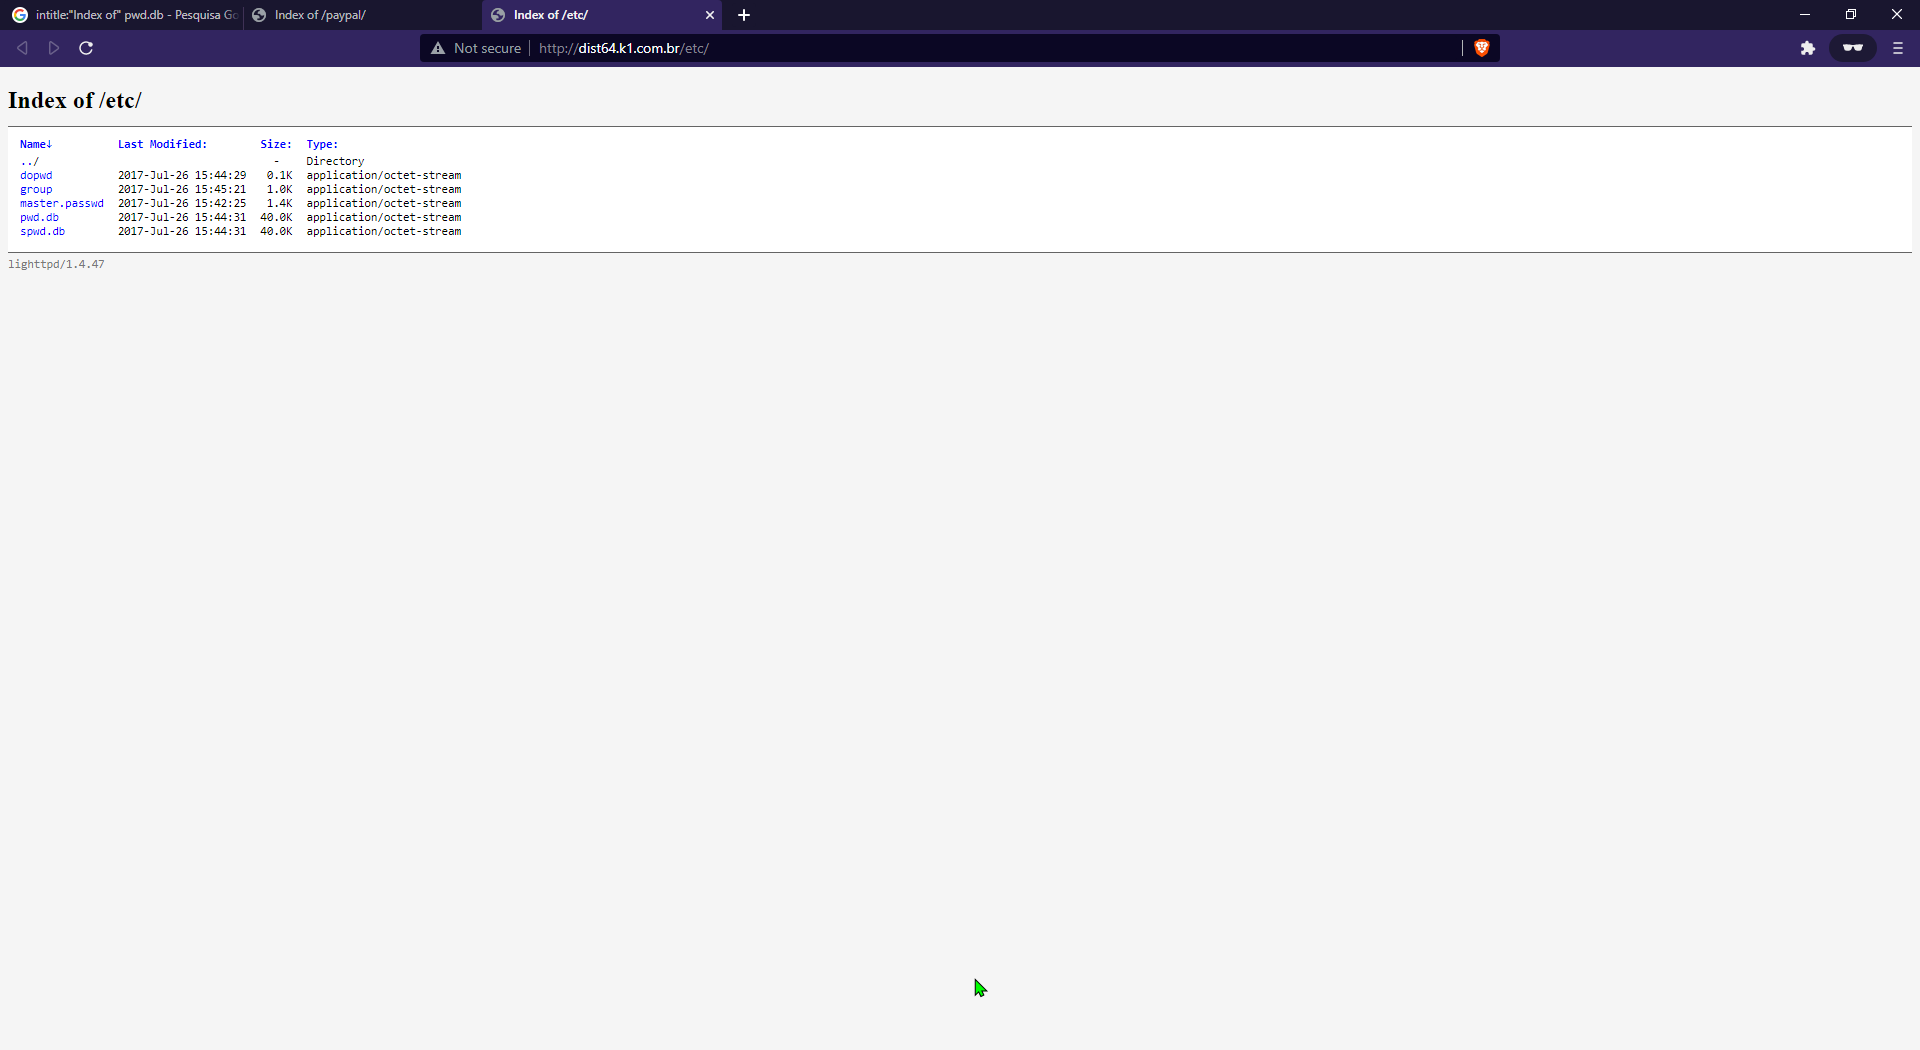 intitle:"Index of" pwd.db - Pesquisa Go
Index of /paypal/
Index of /etc/
Not secure
http://dist64.k1.com.br/etc/
Index of /etc/
Name↓ Last Modified: Size: Type:
../ - Directory
dopwd 2017-Jul-26 15:44:29 0.1K application/octet-stream
group 2017-Jul-26 15:45:21 1.0K application/octet-stream
master.passwd 2017-Jul-26 15:42:25 1.4K application/octet-stream
pwd.db 2017-Jul-26 15:44:31 40.0K application/octet-stream
spwd.db 2017-Jul-26 15:44:31 40.0K application/octet-stream
lighttpd/1.4.47